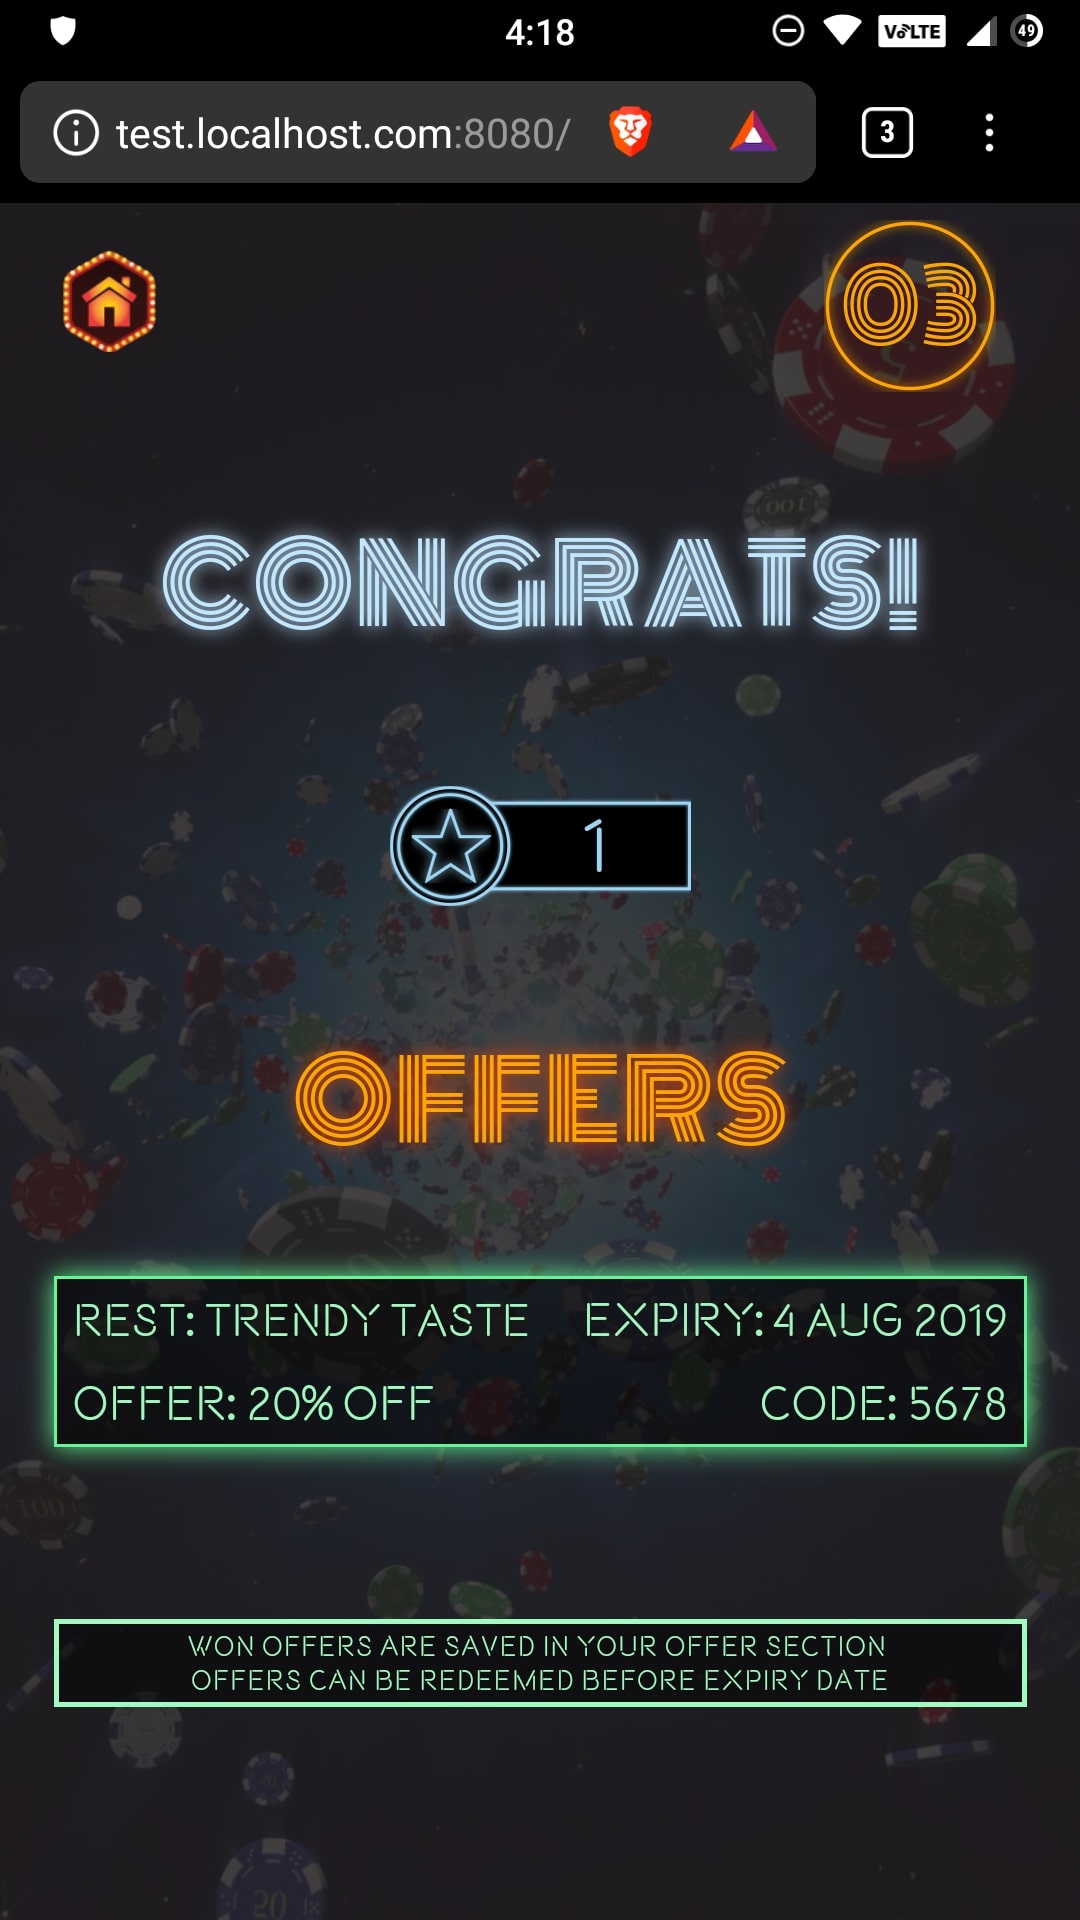 4:18
VoLTE
49
test.localhost.com:8080/
3
03
CONGRATS!
1
OFFERS
REST: TRENDY TASTE EXPIRY: 4 AUG 2019
OFFER: 20% OFF CODE: 5678
WON OFFERS ARE SAVED IN YOUR OFFER SECTION
OFFERS CAN BE REDEEMED BEFORE EXPIRY DATE
100
20